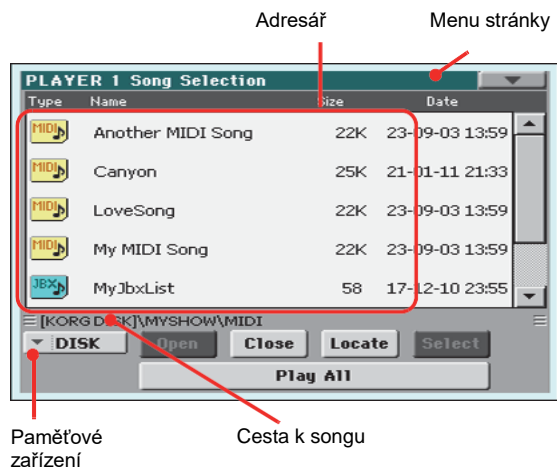 Adresář Menu stránky
PLAYER 1 Song Selection
Type Name Size Date
MIDI Another MIDI Song 22K 23-09-03 13:59
MIDI Canyon 25K 21-01-11 21:33
MIDI LoveSong 22K 23-09-03 13:59
MIDI My MIDI Song 22K 23-09-03 13:59
JBX MyJbxList 58 17-12-10 23:55
[KORG DISK]\MYSHOW\MIDI
DISK Open Close Locate Select
Play All
Paměťové Cesta k songu
zařízení